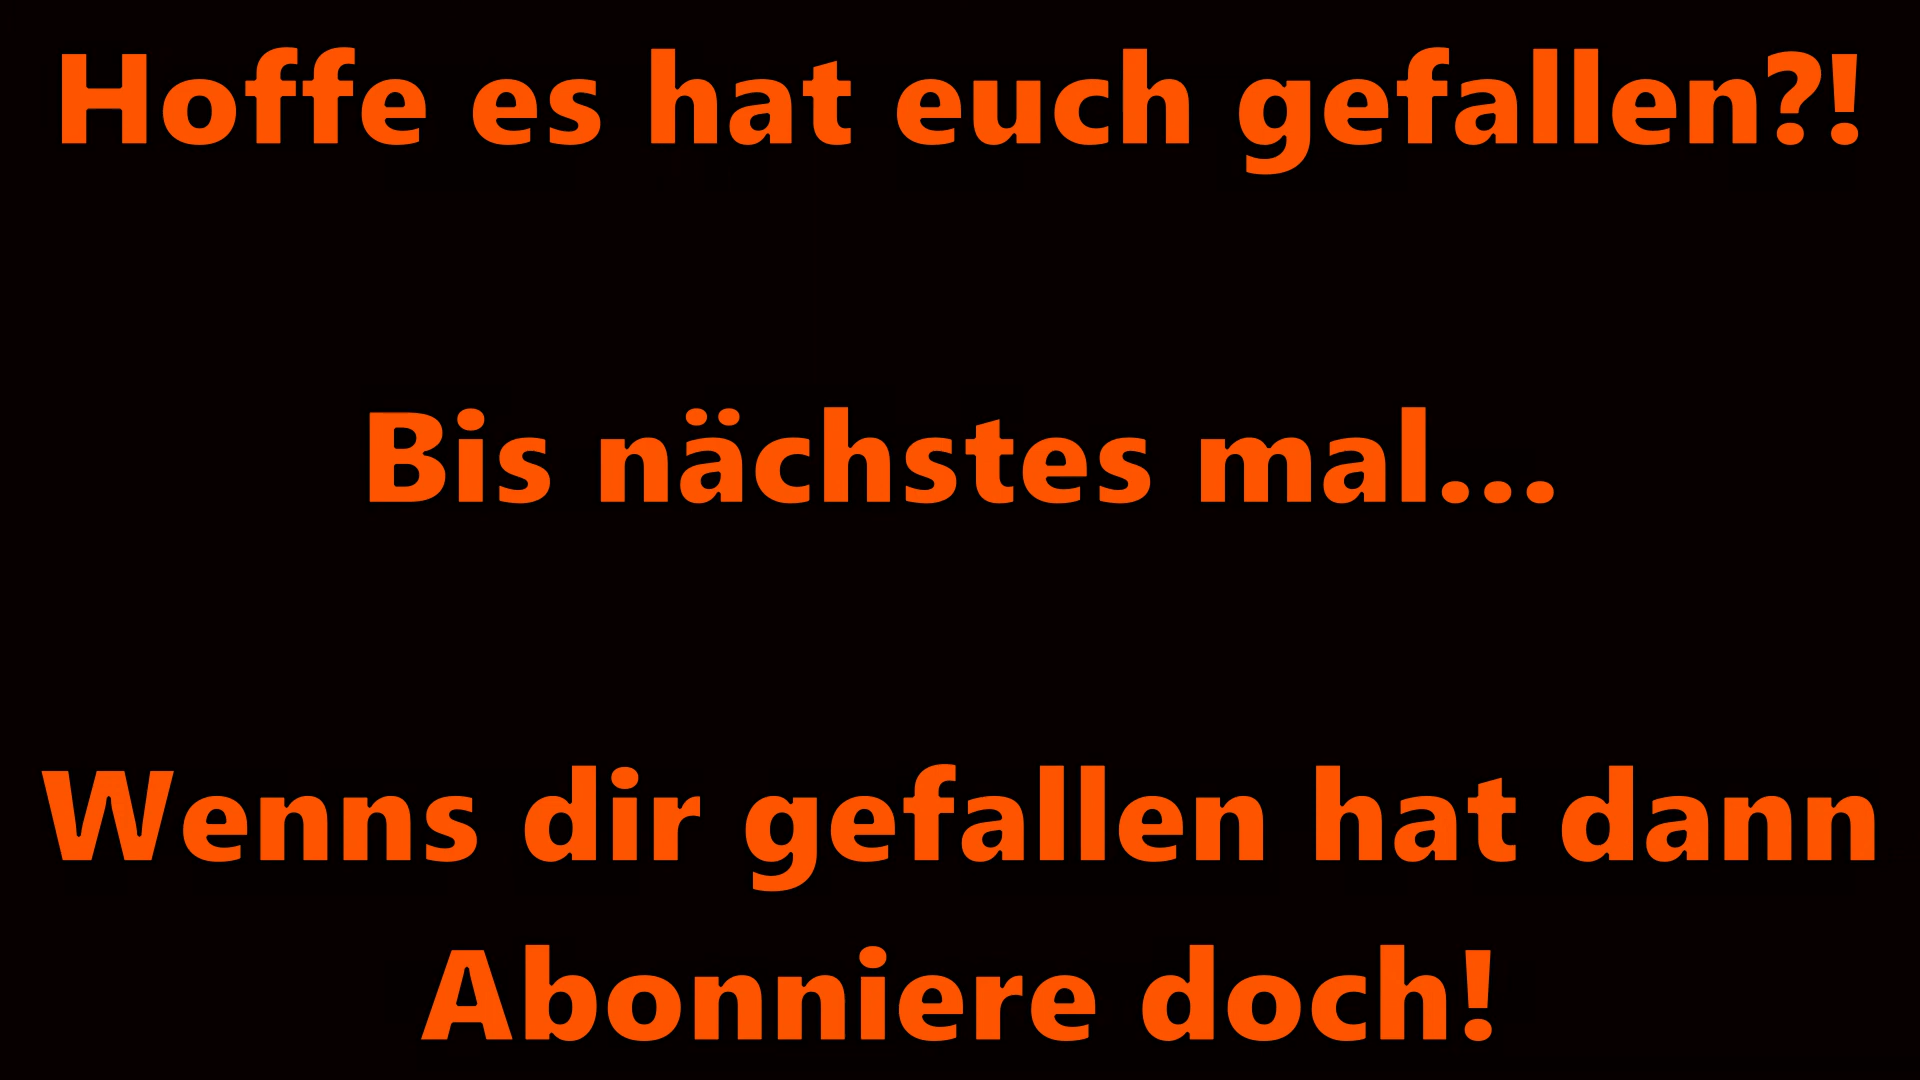 Hoffe es hat euch gefallen?!
Bis nächstes mal...
Wenns dir gefallen hat dann
Abonniere doch!